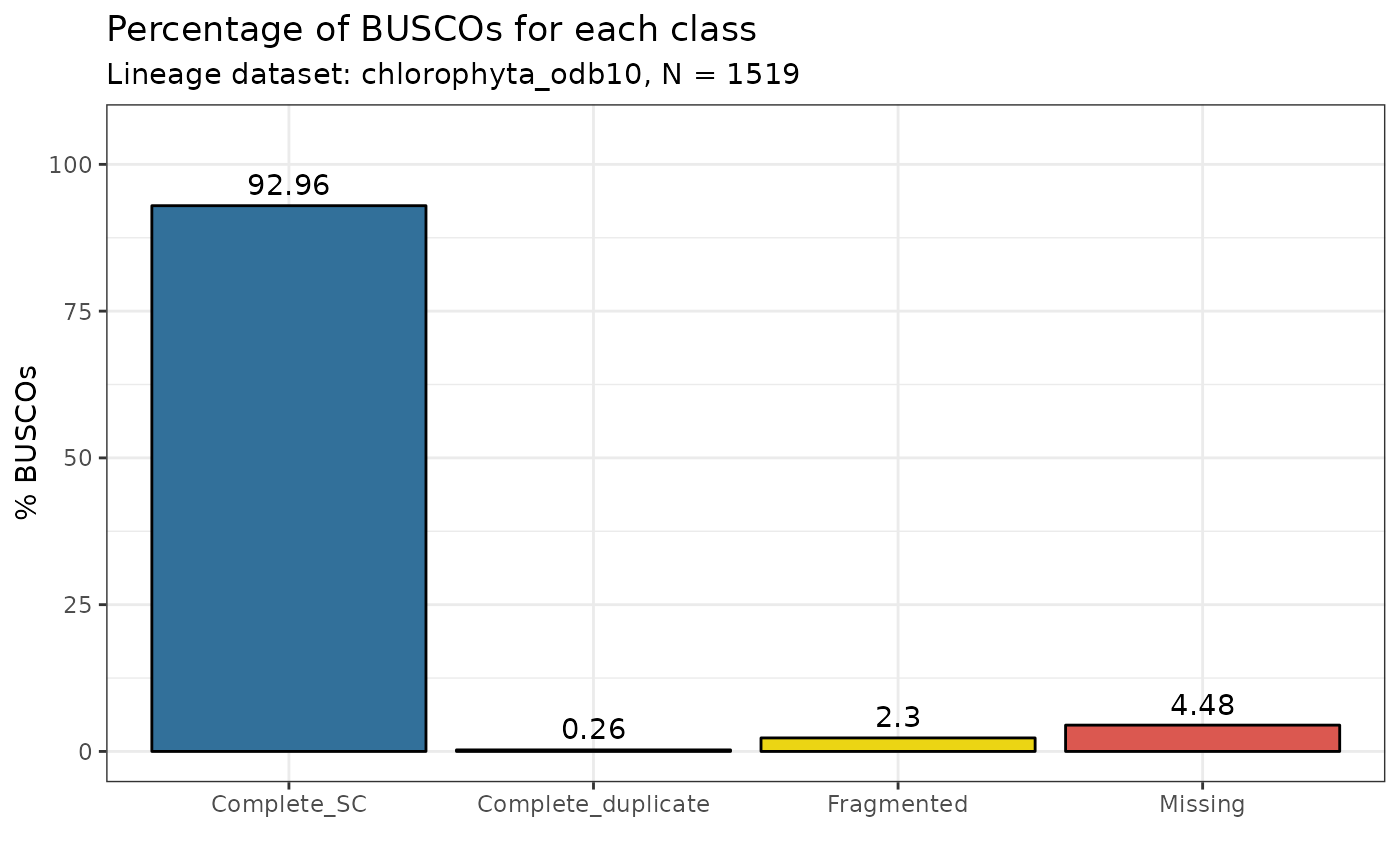 Percentage of BUSCOs for each class
Lineage dataset: chlorophyta_odb10, N = 1519
% BUSCOs
100
75
50
25
0
92.96
0.26
2.3
4.48
Complete_SC
Complete_duplicate
Fragmented
Missing